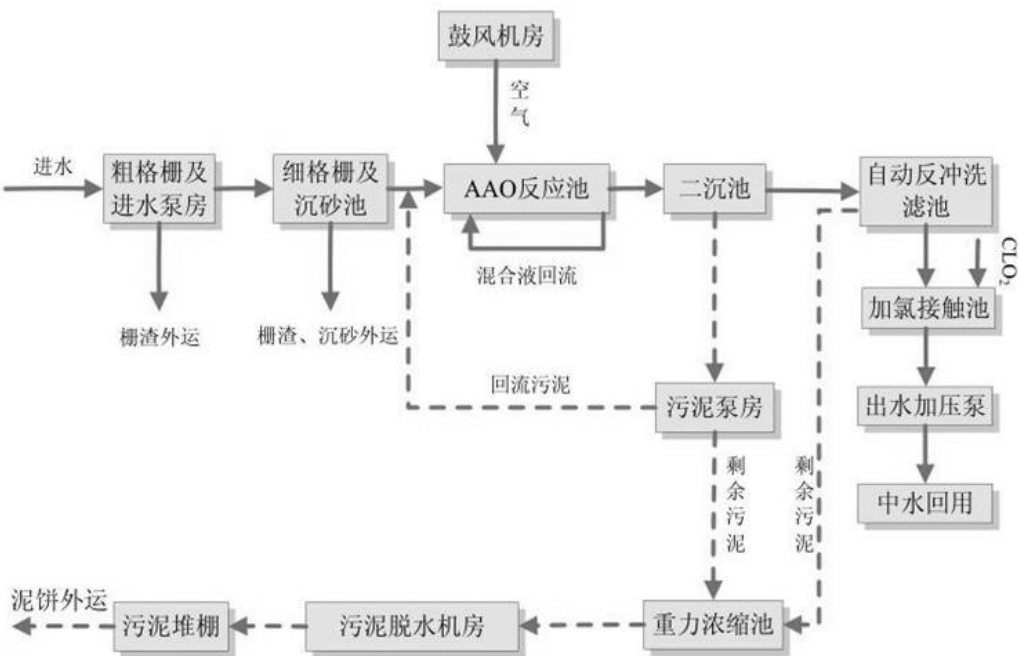 鼓风机房
空气
进水
粗格栅及
进水泵房
细格栅及
沉砂池
AAO反应池
二沉池
自动反冲洗
滤池
混合液回流
CLO₂
栅渣外运
栅渣、沉砂外运
加氯接触池
回流污泥
污泥泵房
出水加压泵
剩余污泥
剩余污泥
中水回用
泥饼外运
污泥堆棚
污泥脱水机房
重力浓缩池